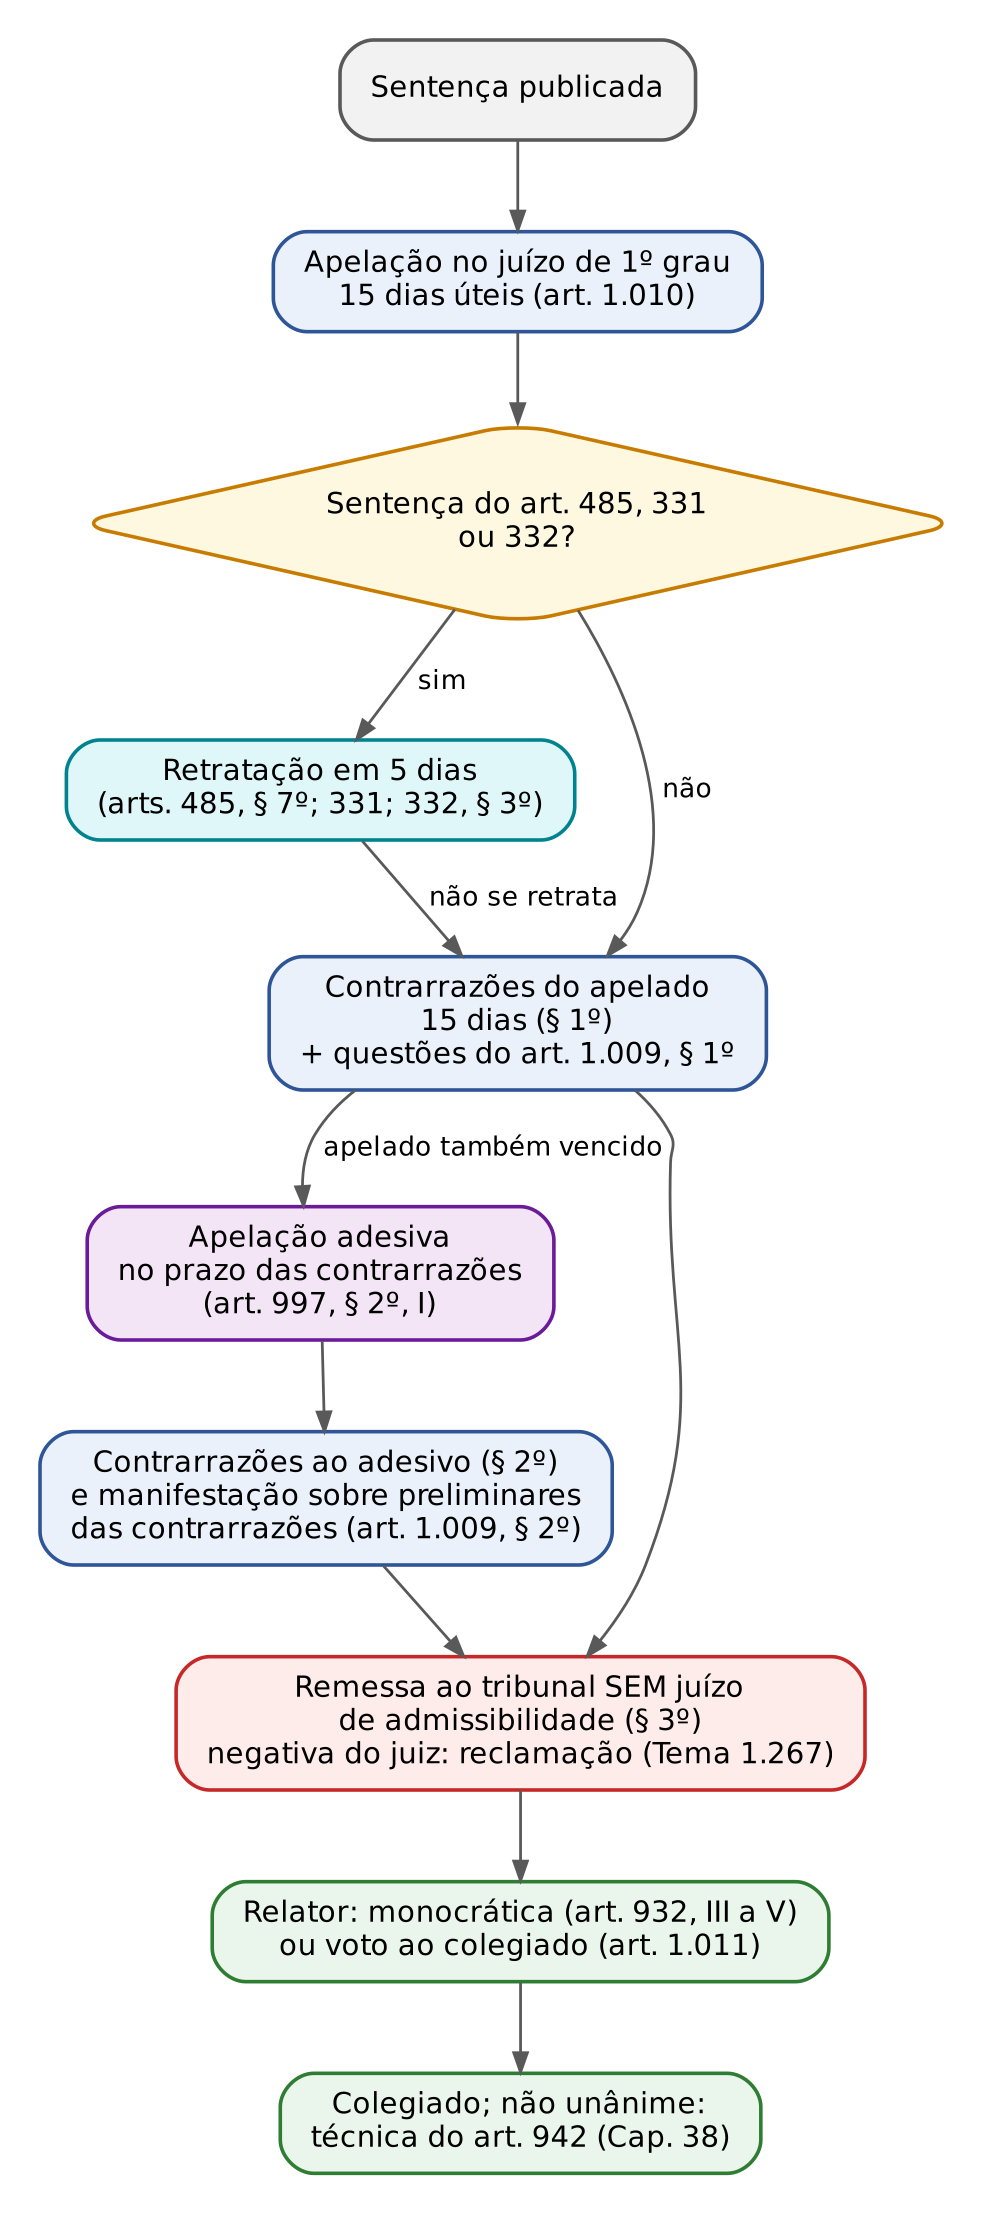 Sentença publicada
Apelação no juízo de 1º grau
15 dias úteis (art. 1.010)
Sentença do art. 485, 331
ou 332?
sim
não
Retratação em 5 dias
(arts. 485, § 7º; 331; 332, § 3º)
não se retrata
Contrarrazões do apelado
15 dias (§ 1º)
+ questões do art. 1.009, § 1º
apelado também vencido
Apelação adesiva
no prazo das contrarrazões
(art. 997, § 2º, I)
Contrarrazões ao adesivo (§ 2º)
e manifestação sobre preliminares
das contrarrazões (art. 1.009, § 2º)
Remessa ao tribunal SEM juízo
de admissibilidade (§ 3º)
negativa do juiz: reclamação (Tema 1.267)
Relator: monocrática (art. 932, III a V)
ou voto ao colegiado (art. 1.011)
Colegiado; não unânime:
técnica do art. 942 (Cap. 38)